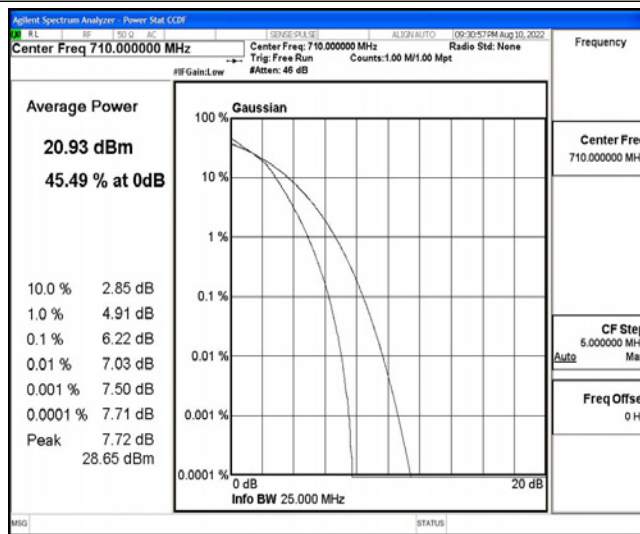 Agilent Spectrum Analyzer - Power Stat CCDF
RL RF 50 Ω AC SENSE:PULSE ALIGN AUTO 09:30:57 PM Aug 10, 2022
Center Freq 710.000000 MHz
Center Freq: 710.000000 MHz Radio Std: None
Trig: Free Run Counts:1.00 M/1.00 Mpt
#IFGain:Low #Atten: 46 dB
Frequency
Average Power
20.93 dBm
45.49 % at 0dB
10.0 % 2.85 dB
1.0 % 4.91 dB
0.1 % 6.22 dB
0.01 % 7.03 dB
0.001 % 7.50 dB
0.0001 % 7.71 dB
Peak 7.72 dB
28.65 dBm
Gaussian
100 %
10 %
1 %
0.1 %
0.01 %
0.001 %
0.0001 %
0 dB 20 dB
Info BW 25.000 MHz
Center Fre
710.000000 MH
CF Step
5.000000 MH
Auto Ma
Freq Offse
0 H
MSG STATUS